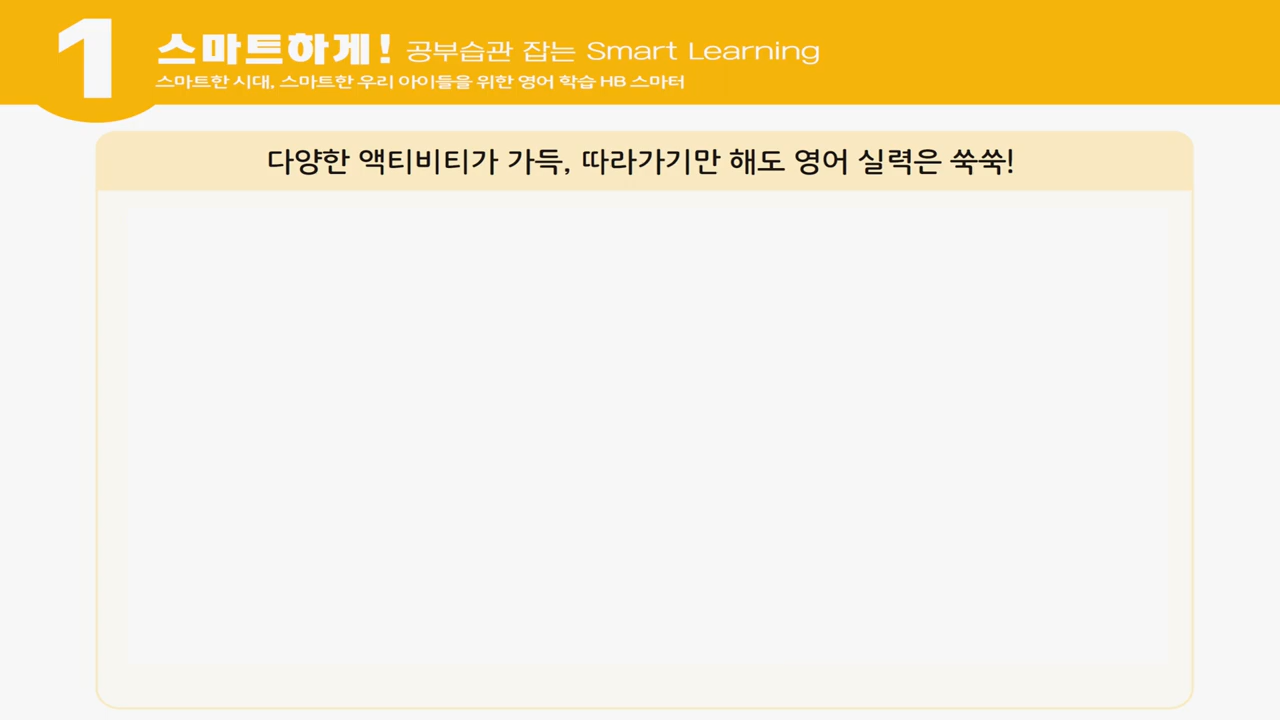 1
스마트하게! 공부습관 잡는 Smart Learning
스마트한 시대, 스마트한 우리 아이들을 위한 영어 학습 HB 스마터
다양한 액티비티가 가득, 따라가기만 해도 영어 실력은 쑥쑥!